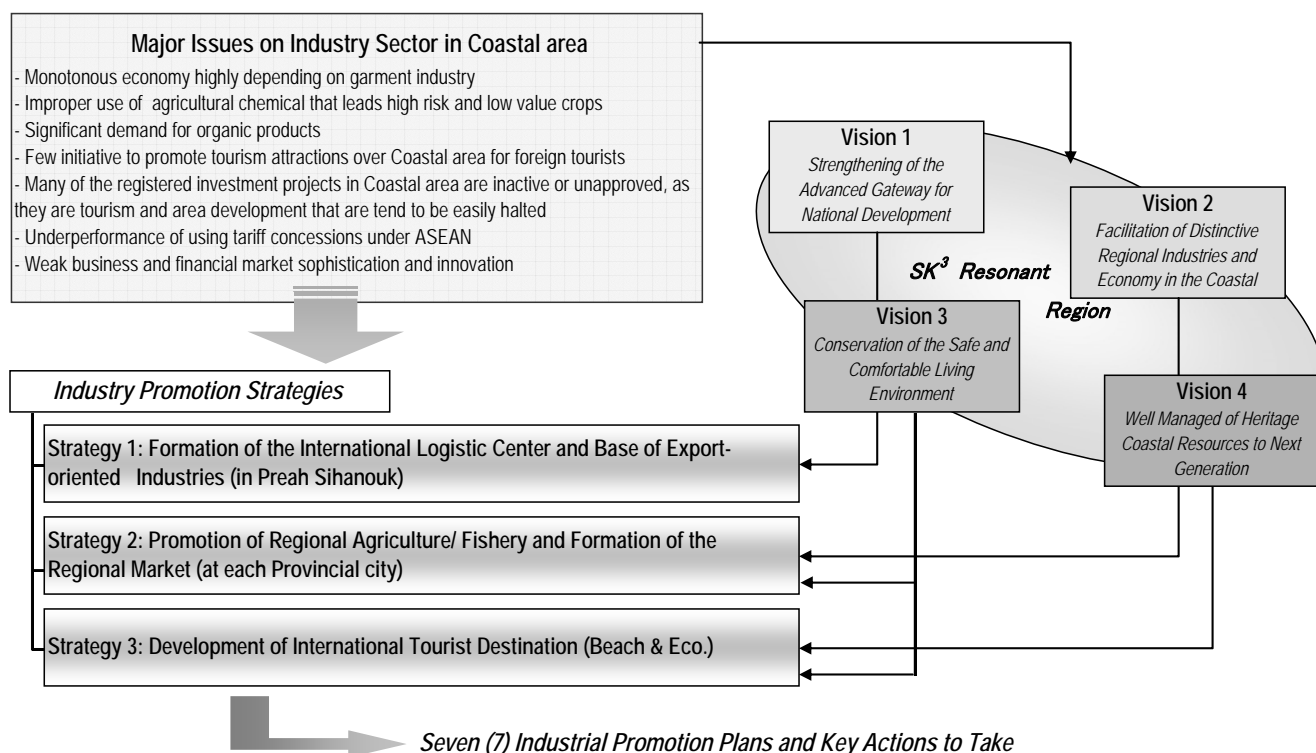 Major Issues on Industry Sector in Coastal area
- Monotonous economy highly depending on garment industry
- Improper use of agricultural chemical that leads high risk and low value crops
- Significant demand for organic products
- Few initiative to promote tourism attractions over Coastal area for foreign tourists
- Many of the registered investment projects in Coastal area are inactive or unapproved, as
they are tourism and area development that are tend to be easily halted
- Underperformance of using tariff concessions under ASEAN
- Weak business and financial market sophistication and innovation
Vision 1
Strengthening of the
Advanced Gateway for
National Development
Vision 2
Facilitation of Distinctive
Regional Industries and
Economy in the Coastal
SK³ Resonant
Region
Vision 3
Conservation of the Safe and
Comfortable Living
Environment
Vision 4
Well Managed of Heritage
Coastal Resources to Next
Generation
Industry Promotion Strategies
Strategy 1: Formation of the International Logistic Center and Base of Export-
oriented Industries (in Preah Sihanouk)
Strategy 2: Promotion of Regional Agriculture/ Fishery and Formation of the
Regional Market (at each Provincial city)
Strategy 3: Development of International Tourist Destination (Beach & Eco.)
Seven (7) Industrial Promotion Plans and Key Actions to Take